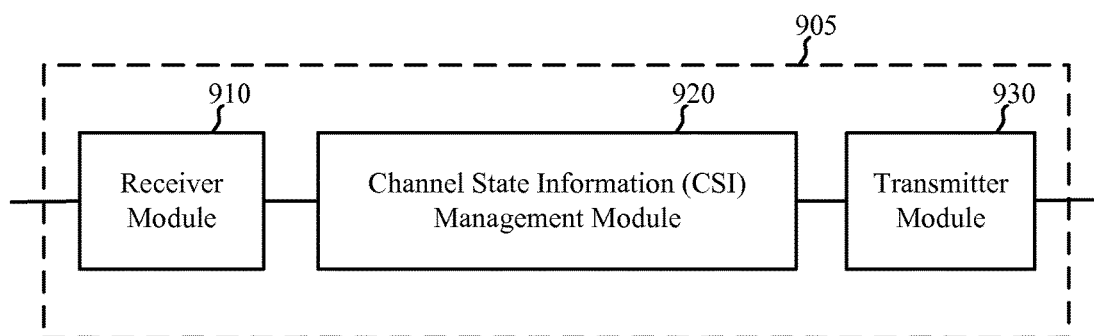 905
910
920
930
Receiver
Module
Channel State Information (CSI)
Management Module
Transmitter
Module